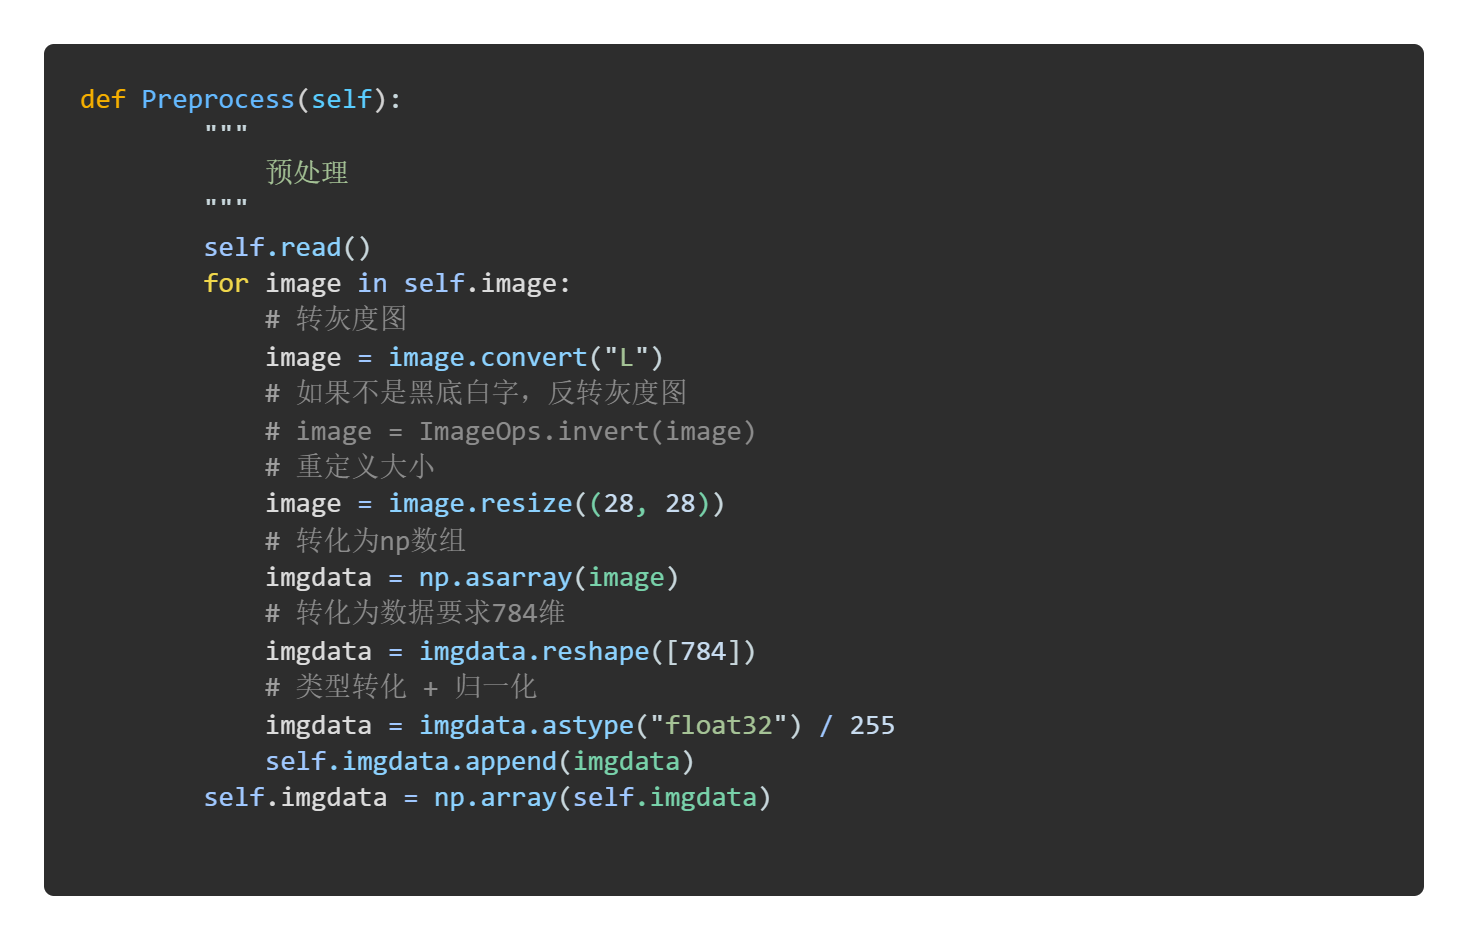 def Preprocess(self):
        """
            预处理
        """
        self.read()
        for image in self.image:
            # 转灰度图
            image = image.convert("L")
            # 如果不是黑底白字，反转灰度图
            # image = ImageOps.invert(image)
            # 重定义大小
            image = image.resize((28, 28))
            # 转化为np数组
            imgdata = np.asarray(image)
            # 转化为数据要求784维
            imgdata = imgdata.reshape([784])
            # 类型转化 + 归一化
            imgdata = imgdata.astype("float32") / 255
            self.imgdata.append(imgdata)
        self.imgdata = np.array(self.imgdata)